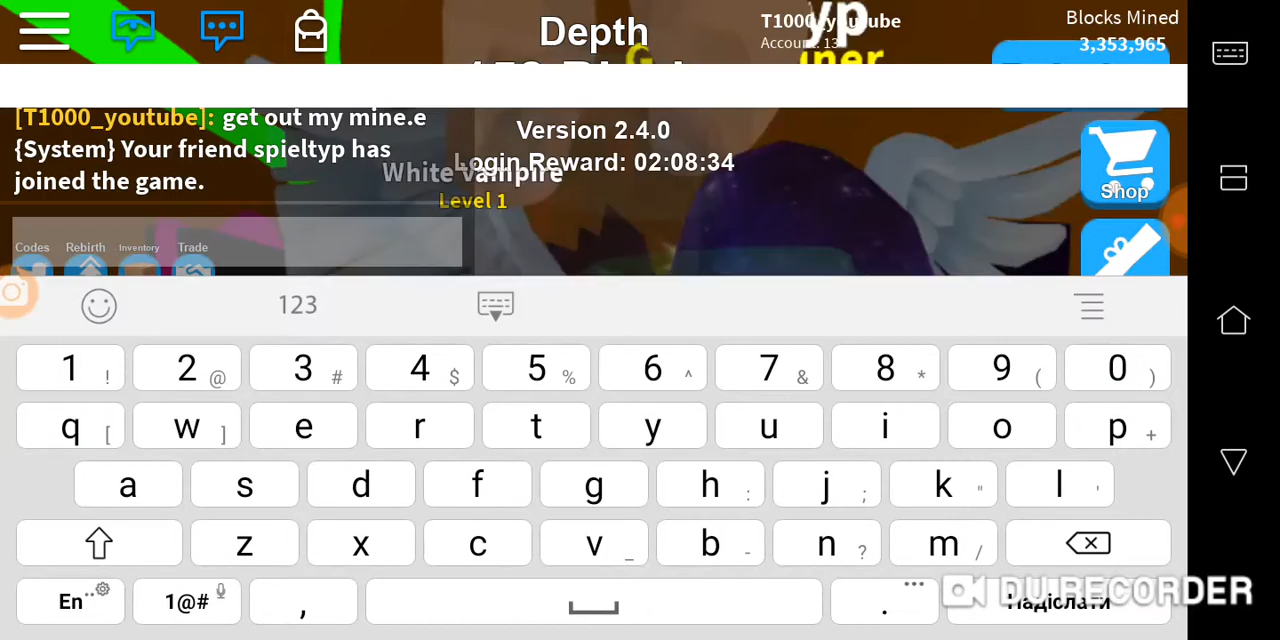 Depth
T1000_youtube
Account: 13
yp
Blocks Mined
3,353,965
[T1000_youtube]: get out my mine.e
{System} Your friend spieltyp has
joined the game.
Version 2.4.0
Login Reward: 02:08:34
White vampire
Level 1
Shop
Codes Rebirth Inventory Trade
123
1 ! 2 @ 3 # 4 $ 5 % 6 ^ 7 & 8 * 9 ( 0 )
q [ w ] e r t y u i o p +
a s d f g h : j ; k " l '
z x c v _ b - n ? m /
En 1@# , . Надіслати
DU RECORDER